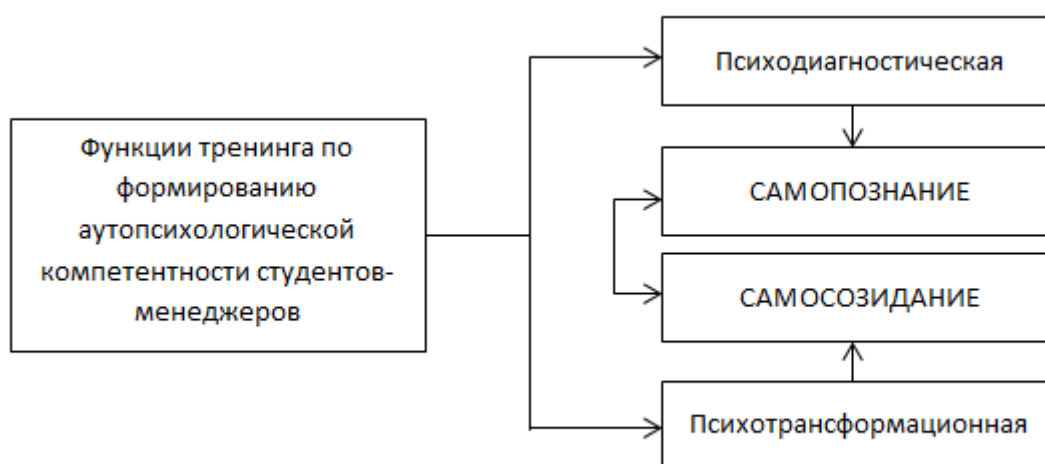 Функции тренинга по
формированию
аутопсихологической
компетентности студентов-
менеджеров
Психодиагностическая
САМОПОЗНАНИЕ
САМОСОЗИДАНИЕ
Психотрансформационная